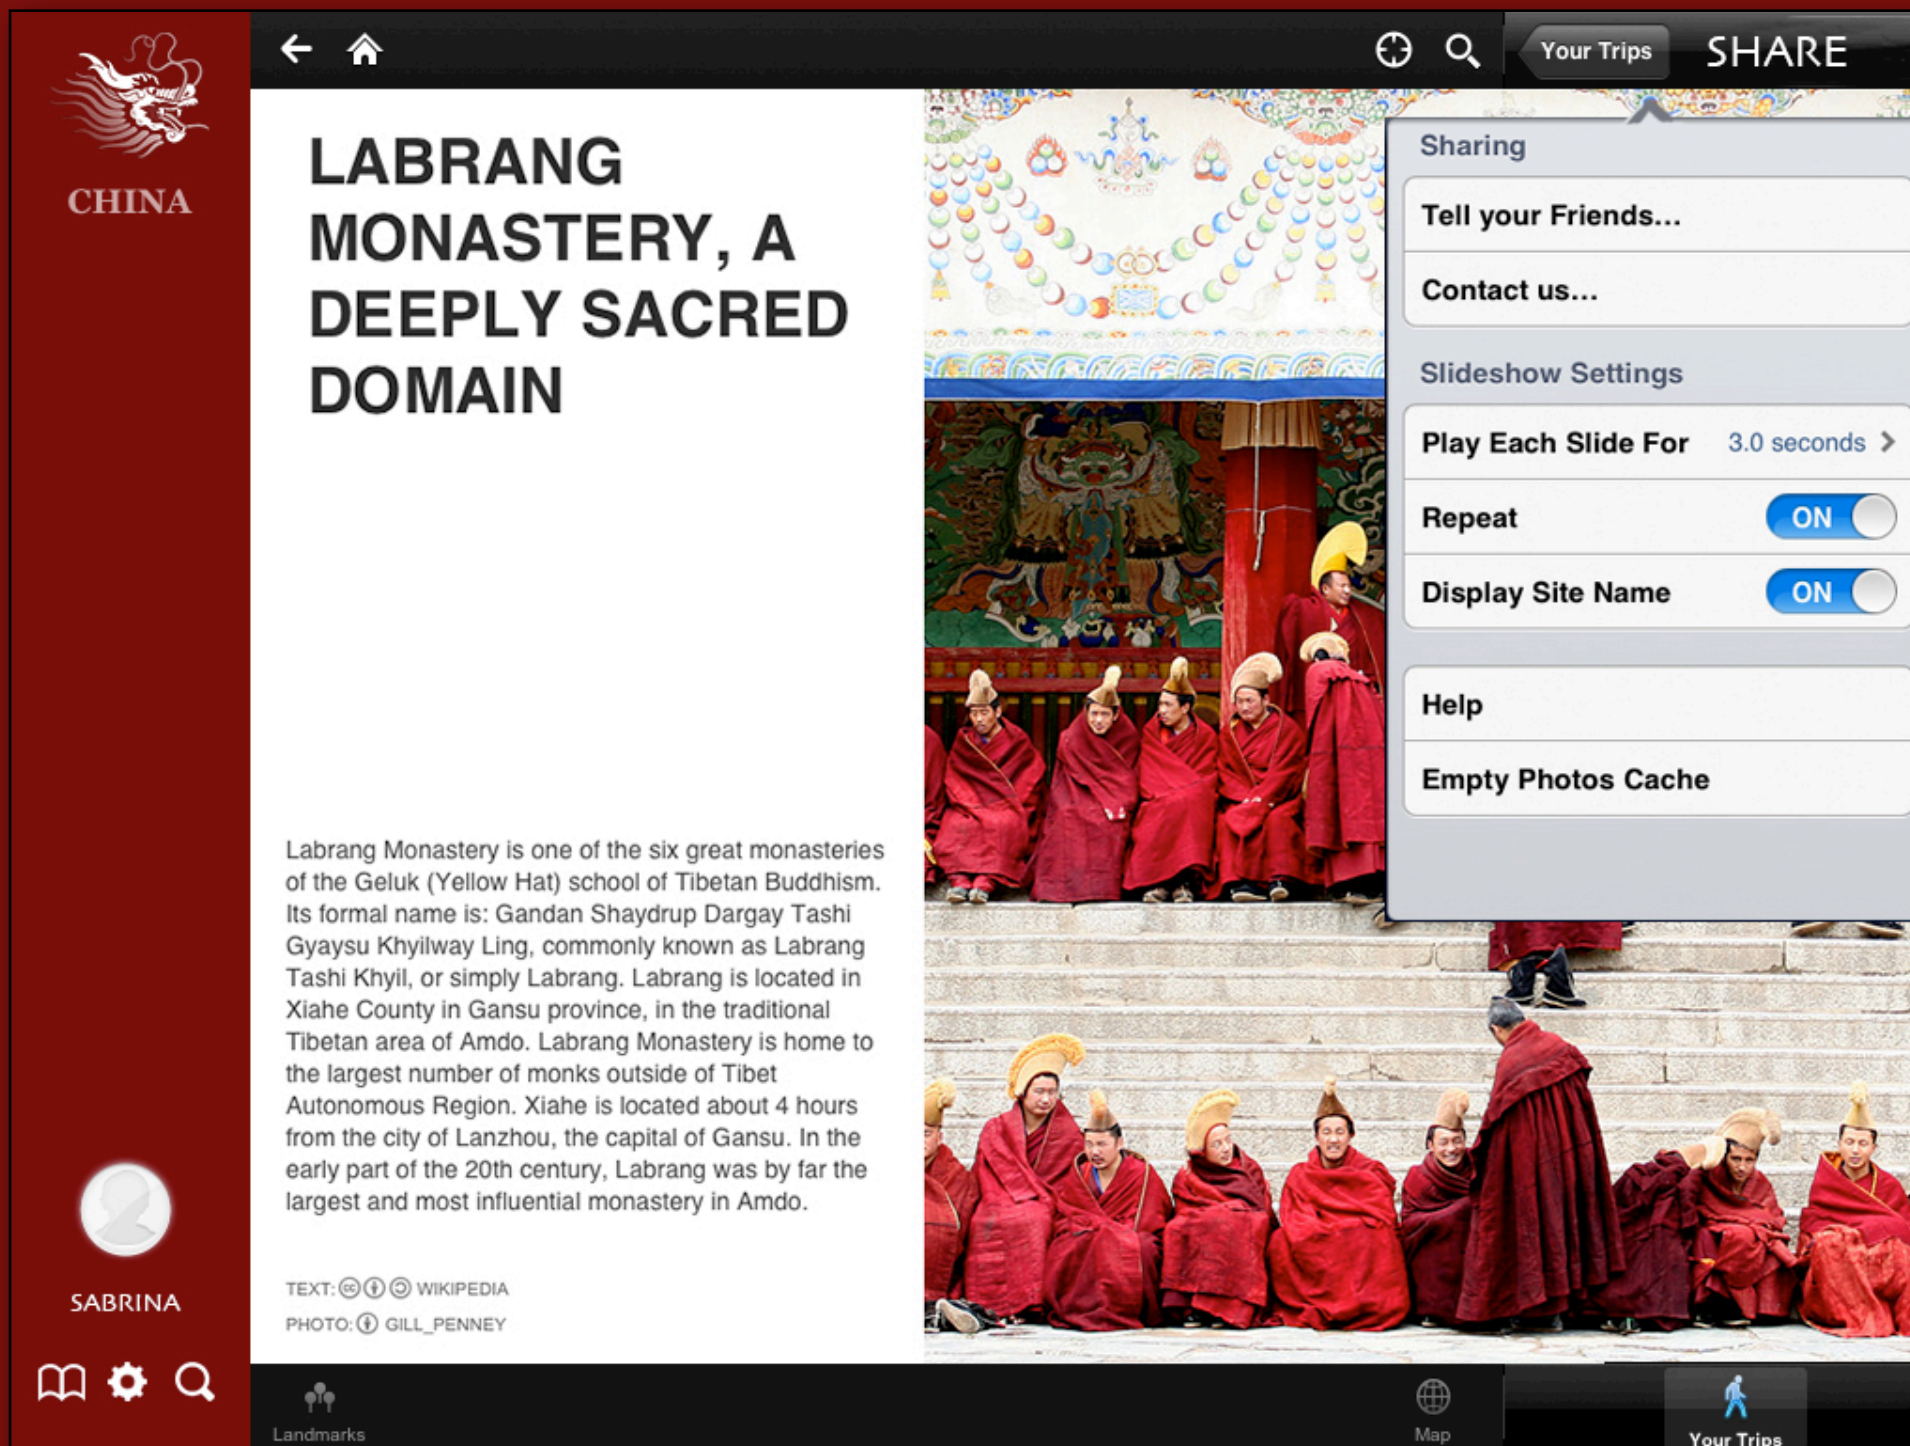 CHINA
Your Trips
SHARE
LABRANG
MONASTERY, A
DEEPLY SACRED
DOMAIN
Labrang Monastery is one of the six great monasteries
of the Geluk (Yellow Hat) school of Tibetan Buddhism.
Its formal name is: Gandan Shaydrup Dargay Tashi
Gyaysu Khyilway Ling, commonly known as Labrang
Tashi Khyil, or simply Labrang. Labrang is located in
Xiahe County in Gansu province, in the traditional
Tibetan area of Amdo. Labrang Monastery is home to
the largest number of monks outside of Tibet
Autonomous Region. Xiahe is located about 4 hours
from the city of Lanzhou, the capital of Gansu. In the
early part of the 20th century, Labrang was by far the
largest and most influential monastery in Amdo.
TEXT: cc WIKIPEDIA
PHOTO: GILL_PENNEY
Sharing
Tell your Friends...
Contact us...
Slideshow Settings
Play Each Slide For 3.0 seconds
Repeat ON
Display Site Name ON
Help
Empty Photos Cache
SABRINA
Landmarks
Map
Your Trips